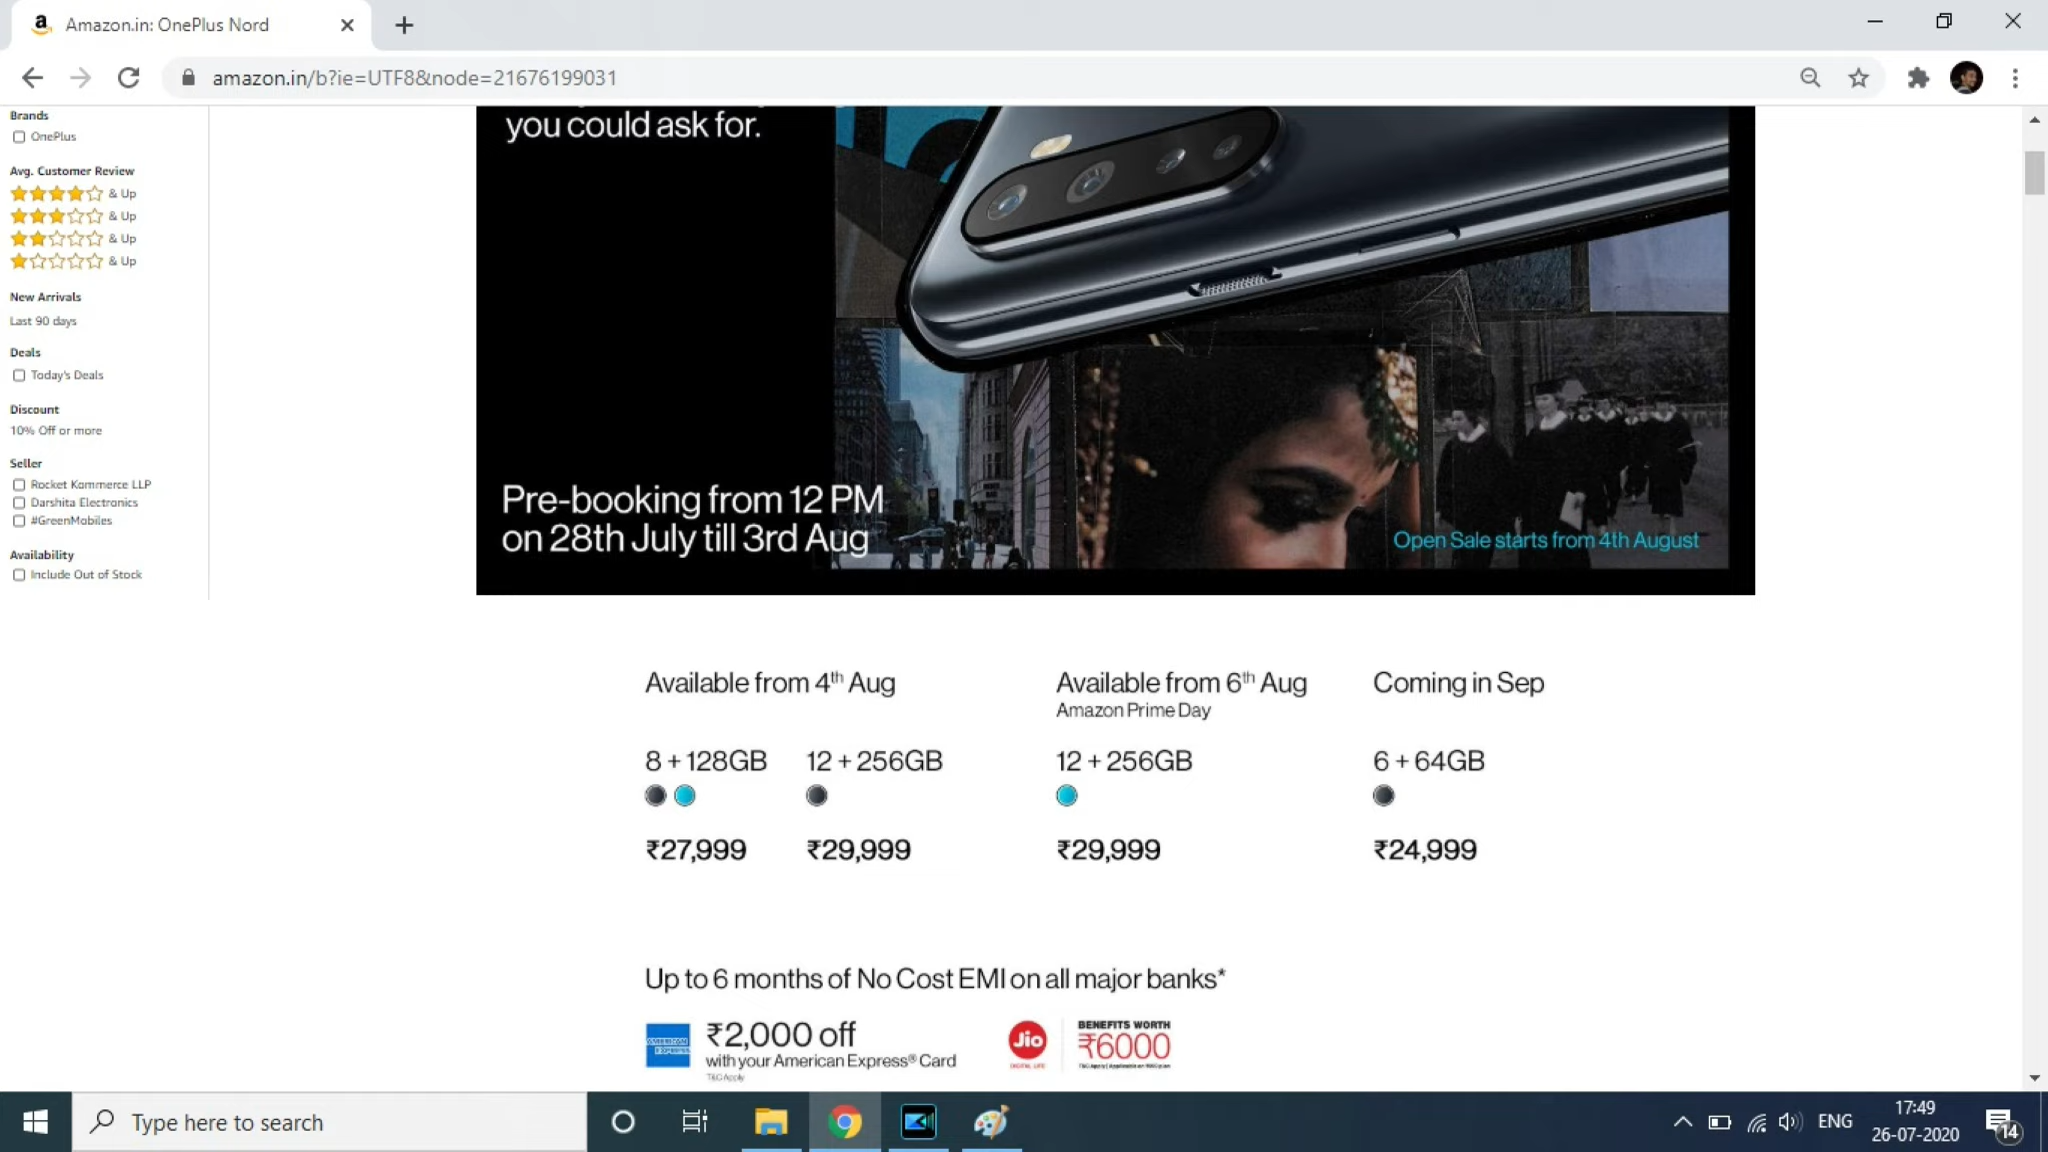 Amazon.in: OnePlus Nord
amazon.in/b?ie=UTF8&node=21676199031
Brands
OnePlus
Avg. Customer Review
& Up
& Up
& Up
& Up
New Arrivals
Last 90 days
Deals
Today's Deals
Discount
10% Off or more
Seller
Rocket Kommerce LLP
Darshita Electronics
#GreenMobiles
Availability
Include Out of Stock
you could ask for.
Pre-booking from 12 PM
on 28th July till 3rd Aug
Open Sale starts from 4th August
Available from 4th Aug
8 + 128GB 12 + 256GB
₹27,999 ₹29,999
Available from 6th Aug
Amazon Prime Day
12 + 256GB
₹29,999
Coming in Sep
6 + 64GB
₹24,999
Up to 6 months of No Cost EMI on all major banks*
AMERICAN
EXPRESS
₹2,000 off
with your American Express® Card
T&C Apply
Jio
DIGITAL LIFE
BENEFITS WORTH
₹6000
Type here to search
ENG
17:49
26-07-2020
14